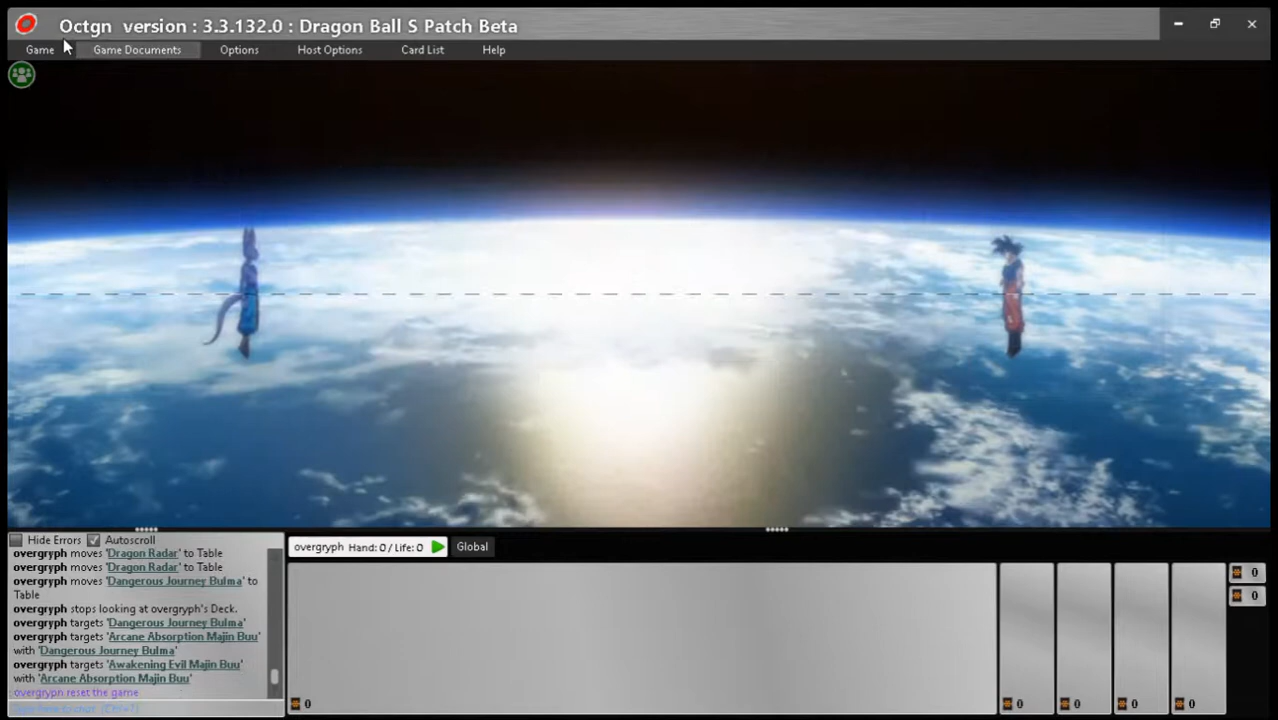 Octgn version : 3.3.132.0 : Dragon Ball S Patch Beta
Game Game Documents Options Host Options Card List Help
Hide Errors Autoscroll
overgryph moves 'Dragon Radar' to Table
overgryph moves 'Dragon Radar' to Table
overgryph moves 'Dangerous Journey Bulma' to
Table
overgryph stops looking at overgryph's Deck.
overgryph targets 'Dangerous Journey Bulma'
overgryph targets 'Arcane Absorption Majin Buu'
with 'Dangerous Journey Bulma'
overgryph targets 'Awakening Evil Majin Buu'
with 'Arcane Absorption Majin Buu'
overgryph reset the game
overgryph Hand: 0 / Life: 0 Global
0
0
0 0 0 0 0